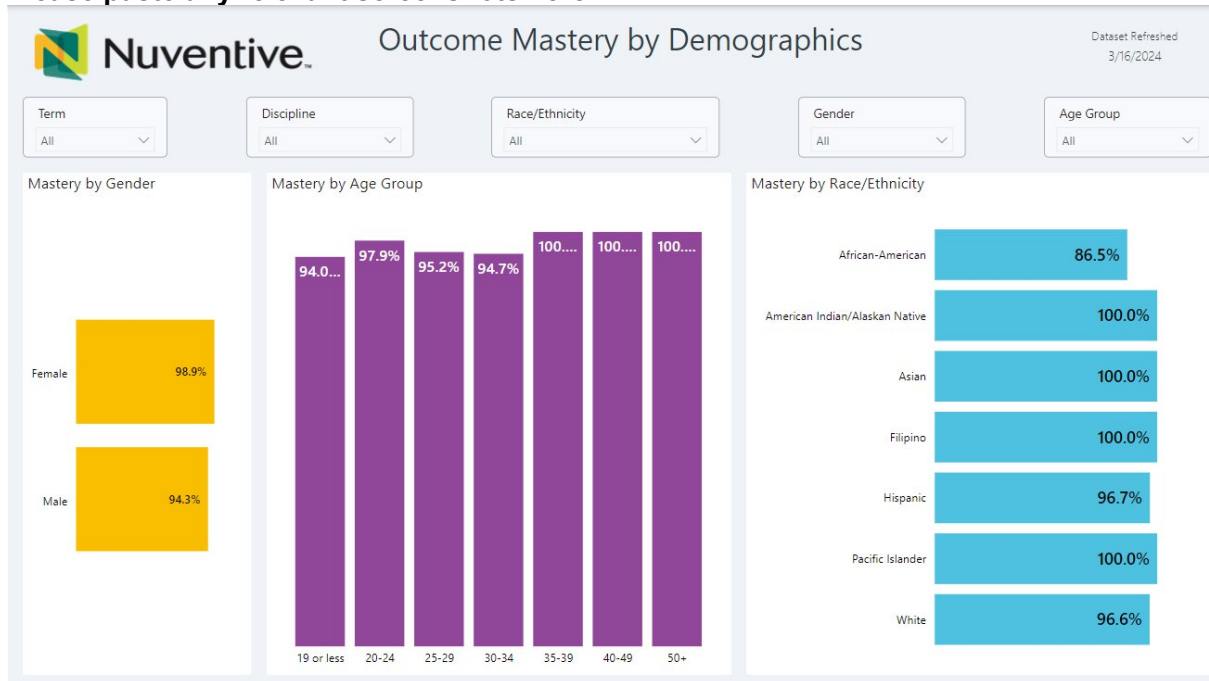 Nuventive™
Outcome Mastery by Demographics
Dataset Refreshed
3/16/2024
Term
All
Discipline
All
Race/Ethnicity
All
Gender
All
Age Group
All
Mastery by Gender
Female
98.9%
Male
94.3%
Mastery by Age Group
94.0...
97.9%
95.2%
94.7%
100....
100....
100....
19 or less
20-24
25-29
30-34
35-39
40-49
50+
Mastery by Race/Ethnicity
African-American
86.5%
American Indian/Alaskan Native
100.0%
Asian
100.0%
Filipino
100.0%
Hispanic
96.7%
Pacific Islander
100.0%
White
96.6%